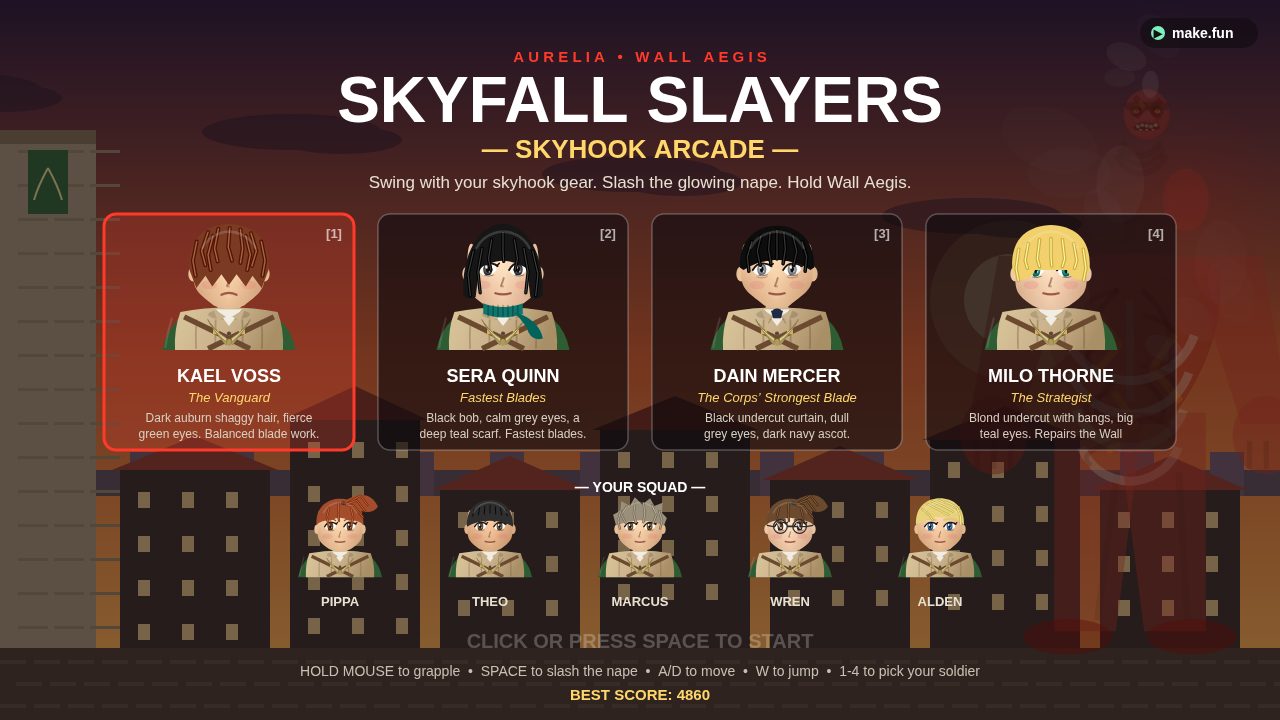 make.fun
AURELIA • WALL AEGIS
SKYFALL SLAYERS
— SKYHOOK ARCADE —
Swing with your skyhook gear. Slash the glowing nape. Hold Wall Aegis.
[1]
KAEL VOSS
The Vanguard
Dark auburn shaggy hair, fierce
green eyes. Balanced blade work.
[2]
SERA QUINN
Fastest Blades
Black bob, calm grey eyes, a
deep teal scarf. Fastest blades.
[3]
DAIN MERCER
The Corps' Strongest Blade
Black undercut curtain, dull
grey eyes, dark navy ascot.
[4]
MILO THORNE
The Strategist
Blond undercut with bangs, big
teal eyes. Repairs the Wall
— YOUR SQUAD —
PIPPA
THEO
MARCUS
WREN
ALDEN
CLICK OR PRESS SPACE TO START
HOLD MOUSE to grapple • SPACE to slash the nape • A/D to move • W to jump • 1-4 to pick your soldier
BEST SCORE: 4860